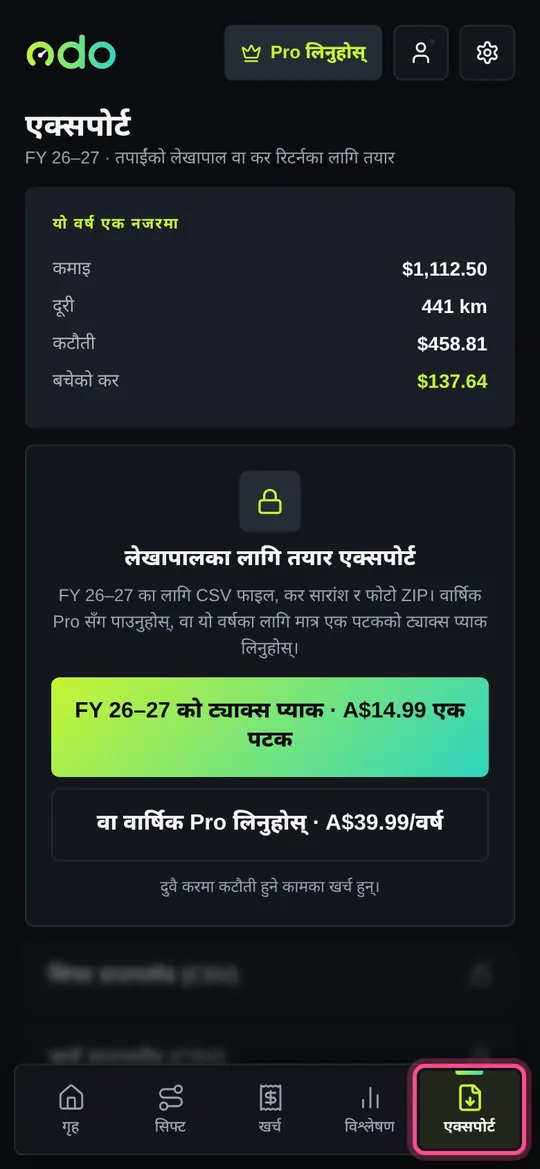 odo
Pro लिनुहोस्
एक्सपोर्ट
FY 26–27 · तपाईंको लेखापाल वा कर रिटर्नका लागि तयार
यो वर्ष एक नजरमा
कमाइ $1,112.50
दूरी 441 km
कटौती $458.81
बचेको कर $137.64
लेखापालका लागि तयार एक्सपोर्ट
FY 26–27 का लागि CSV फाइल, कर सारांश र फोटो ZIP। वार्षिक
Pro सँग पाउनुहोस्, वा यो वर्षका लागि मात्र एक पटकको ट्याक्स प्याक
लिनुहोस्।
FY 26–27 को ट्याक्स प्याक · A$14.99 एक
पटक
वा वार्षिक Pro लिनुहोस् · A$39.99/वर्ष
दुवै करमा कटौती हुने कामका खर्च हुन्।
गृह सिफ्ट खर्च विश्लेषण एक्सपोर्ट